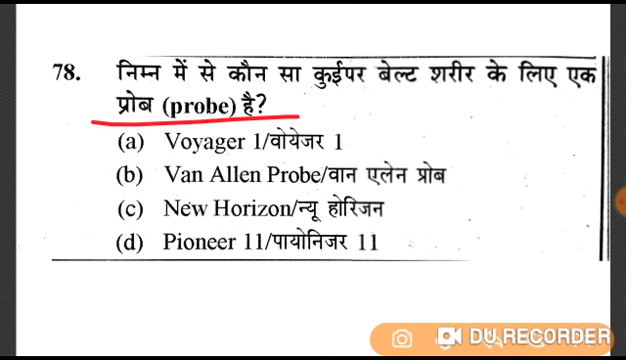 78. निम्न में से कौन सा कुईपर बेल्ट शरीर के लिए एक
प्रोब (probe) है?
(a) Voyager 1/वोयेजर 1
(b) Van Allen Probe/वान एलेन प्रोब
(c) New Horizon/न्यू होरिजन
(d) Pioneer 11/पायोनिजर 11
DU RECORDER